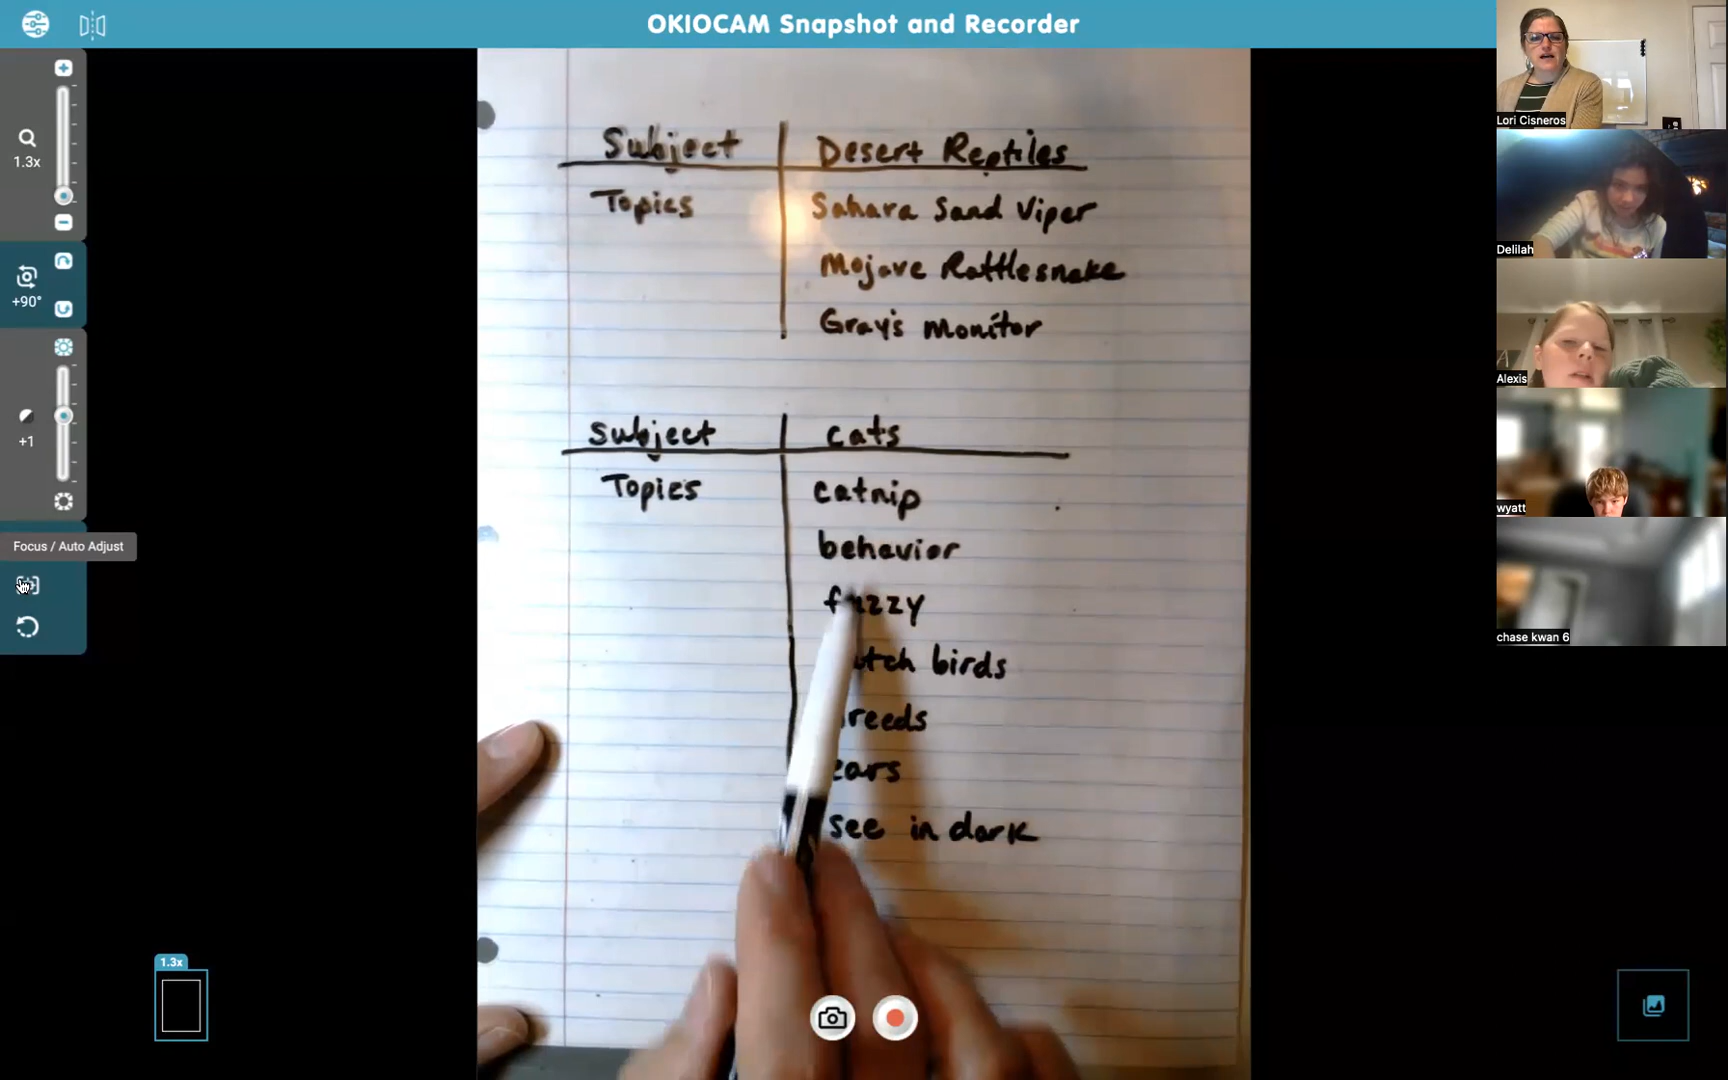 OKIOCAM Snapshot and Recorder
1.3x
+90°
+1
Focus / Auto Adjust
1.3x
Subject Desert Reptiles
Topics Sahara Sand Viper
Mojave Rattlesnake
Gray's Monitor
Subject cats
Topics catnip
behavior
fuzzy
birds
ears
see in dark
Lori Cisneros
Delilah
Alexis
wyatt
chase kwan 6